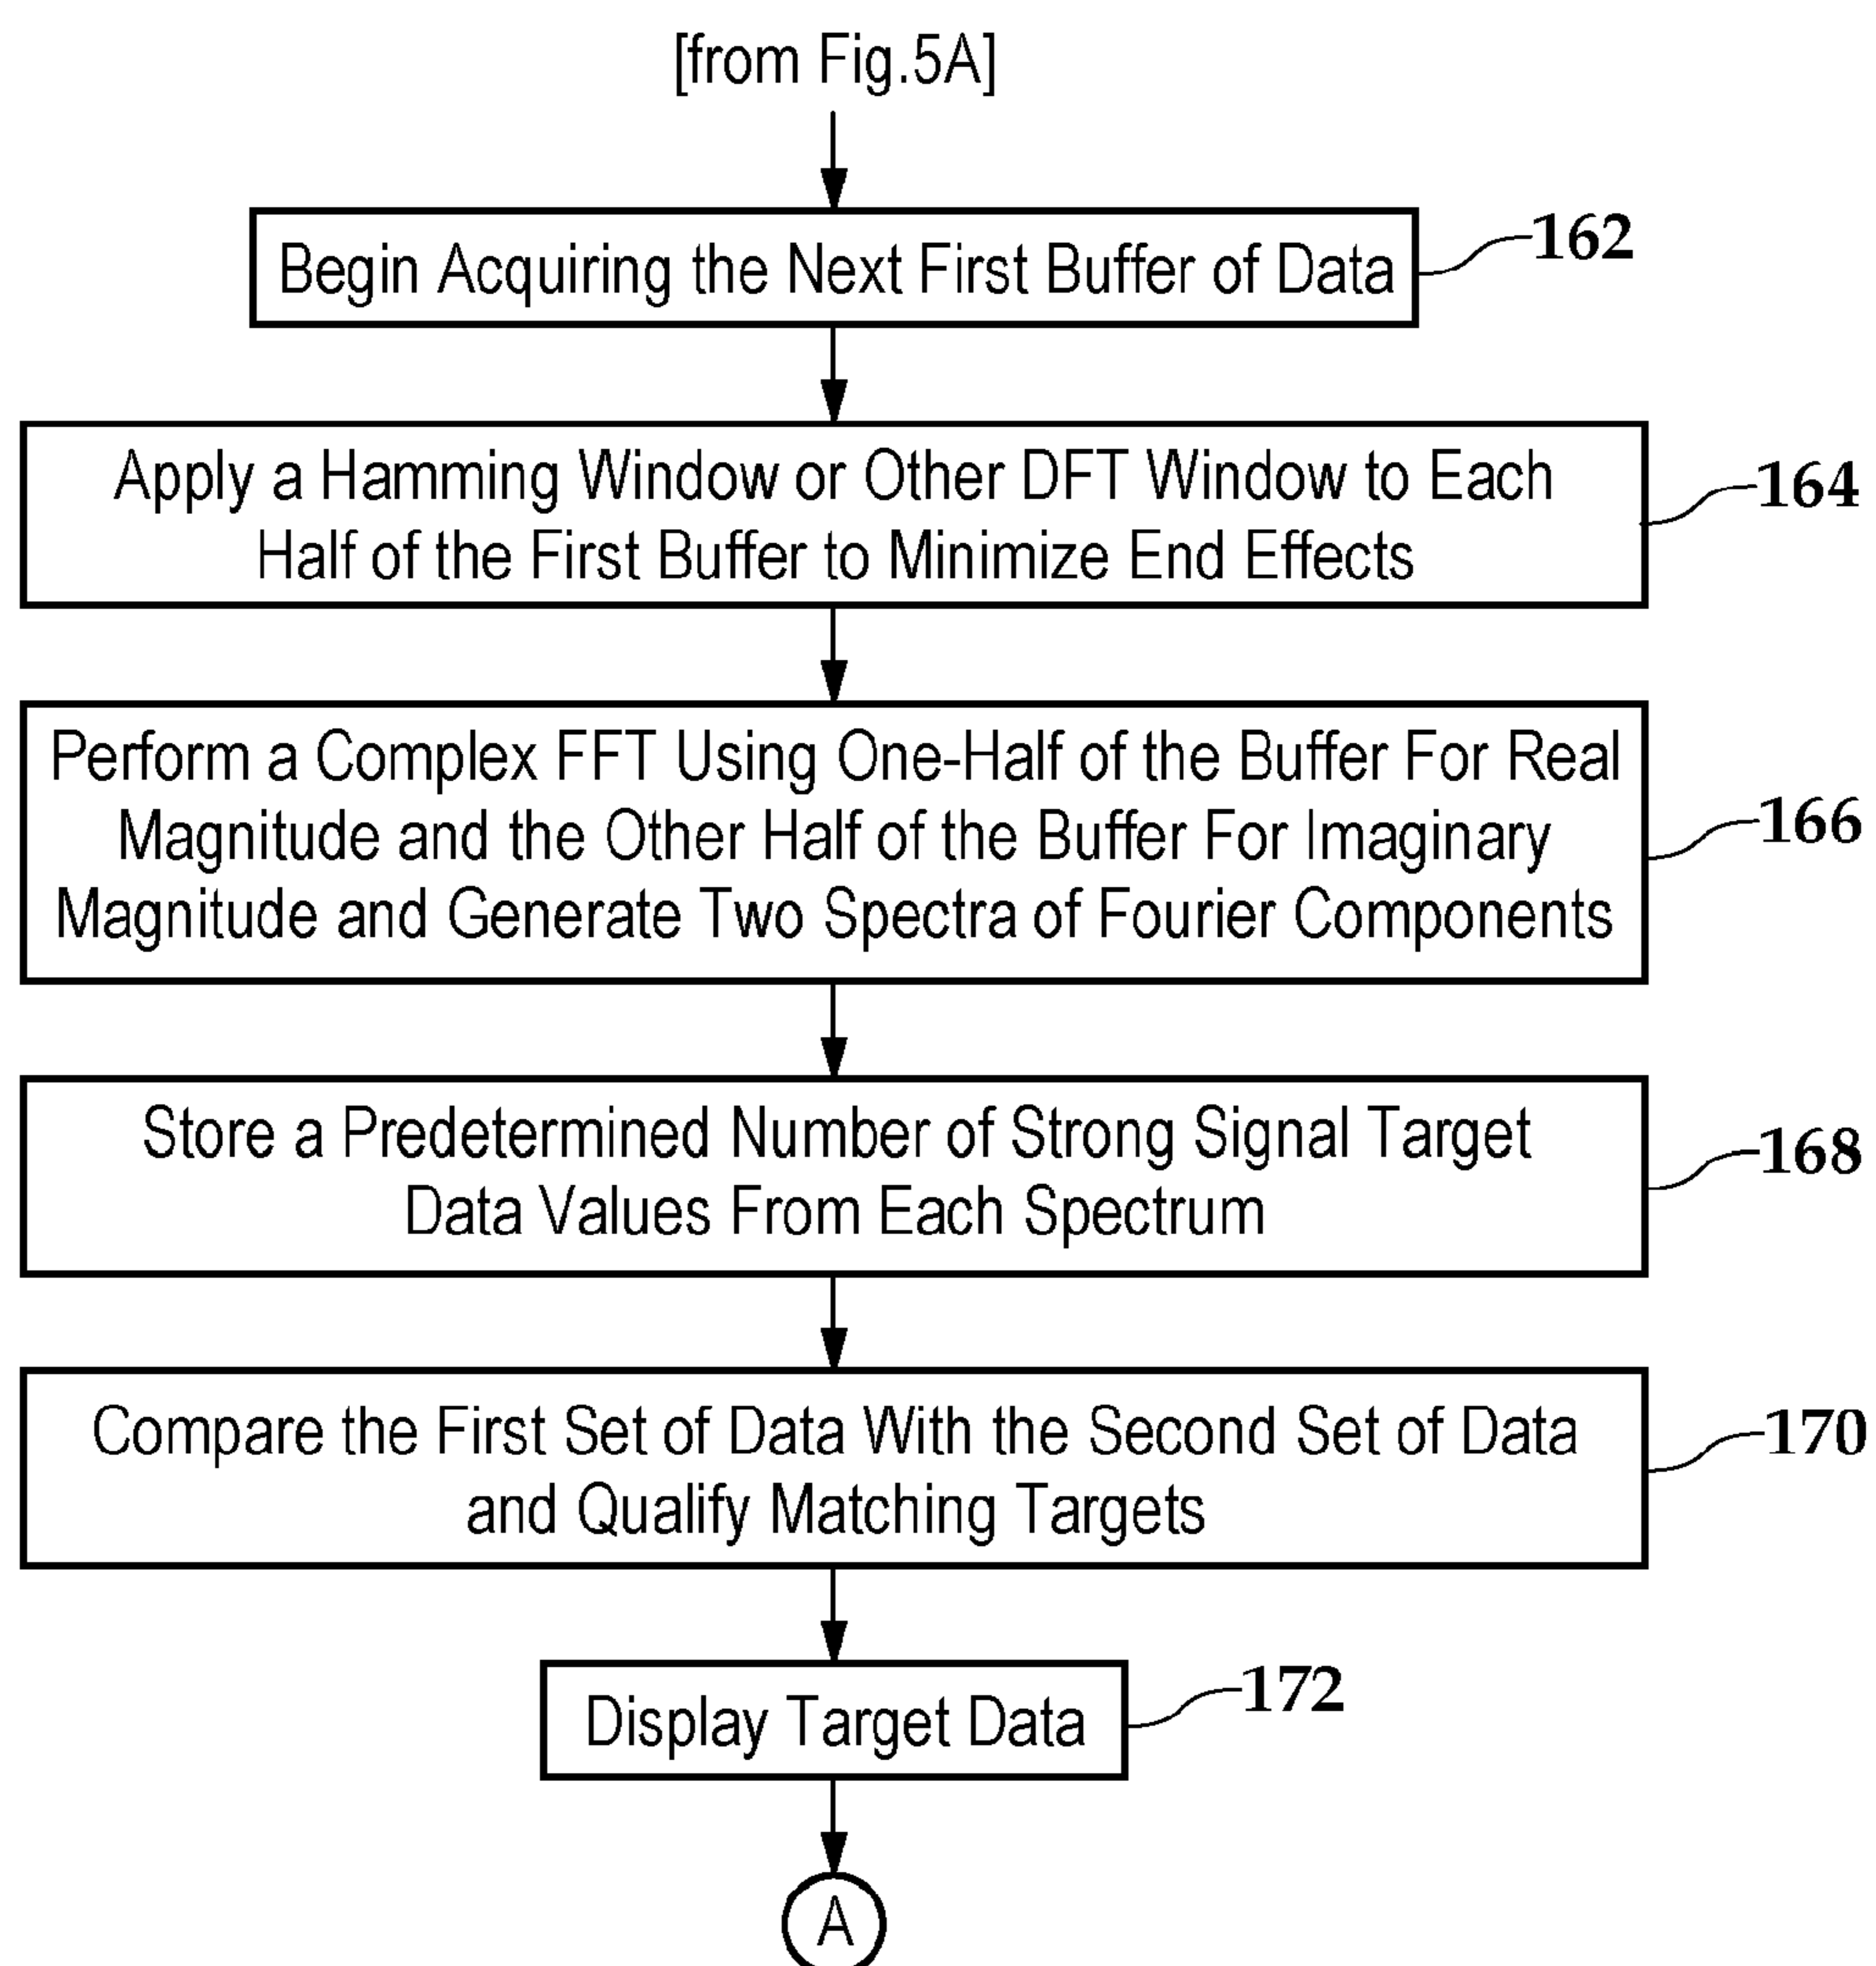 [from Fig.5A]
Begin Acquiring the Next First Buffer of Data
162
Apply a Hamming Window or Other DFT Window to Each
Half of the First Buffer to Minimize End Effects
164
Perform a Complex FFT Using One-Half of the Buffer For Real
Magnitude and the Other Half of the Buffer For Imaginary
Magnitude and Generate Two Spectra of Fourier Components
166
Store a Predetermined Number of Strong Signal Target
Data Values From Each Spectrum
168
Compare the First Set of Data With the Second Set of Data
and Qualify Matching Targets
170
Display Target Data
172
A